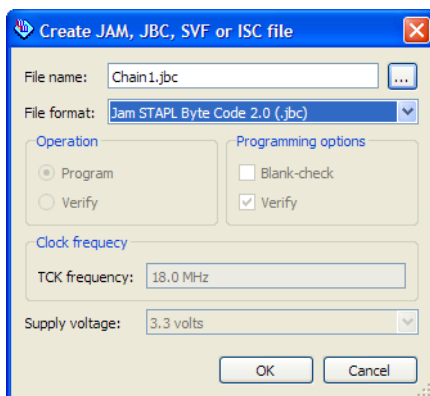 Create JAM, JBC, SVF or ISC file
File name: Chain1.jbc ...
File format: Jam STAPL Byte Code 2.0 (.jbc)
Operation Programming options
Program Blank-check
Verify Verify
Clock frequecy
TCK frequency: 18.0 MHz
Supply voltage: 3.3 volts
OK Cancel